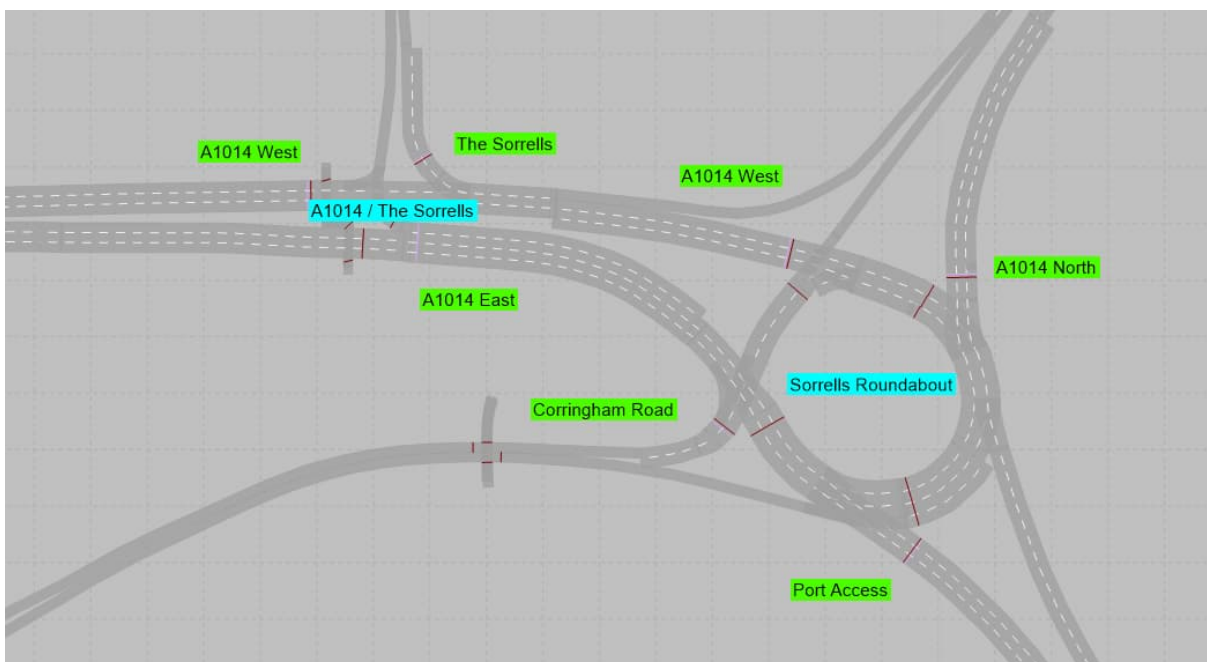 The Sorrells
A1014 West
A1014 West
A1014 / The Sorrells
A1014 North
A1014 East
Sorrells Roundabout
Corringham Road
Port Access